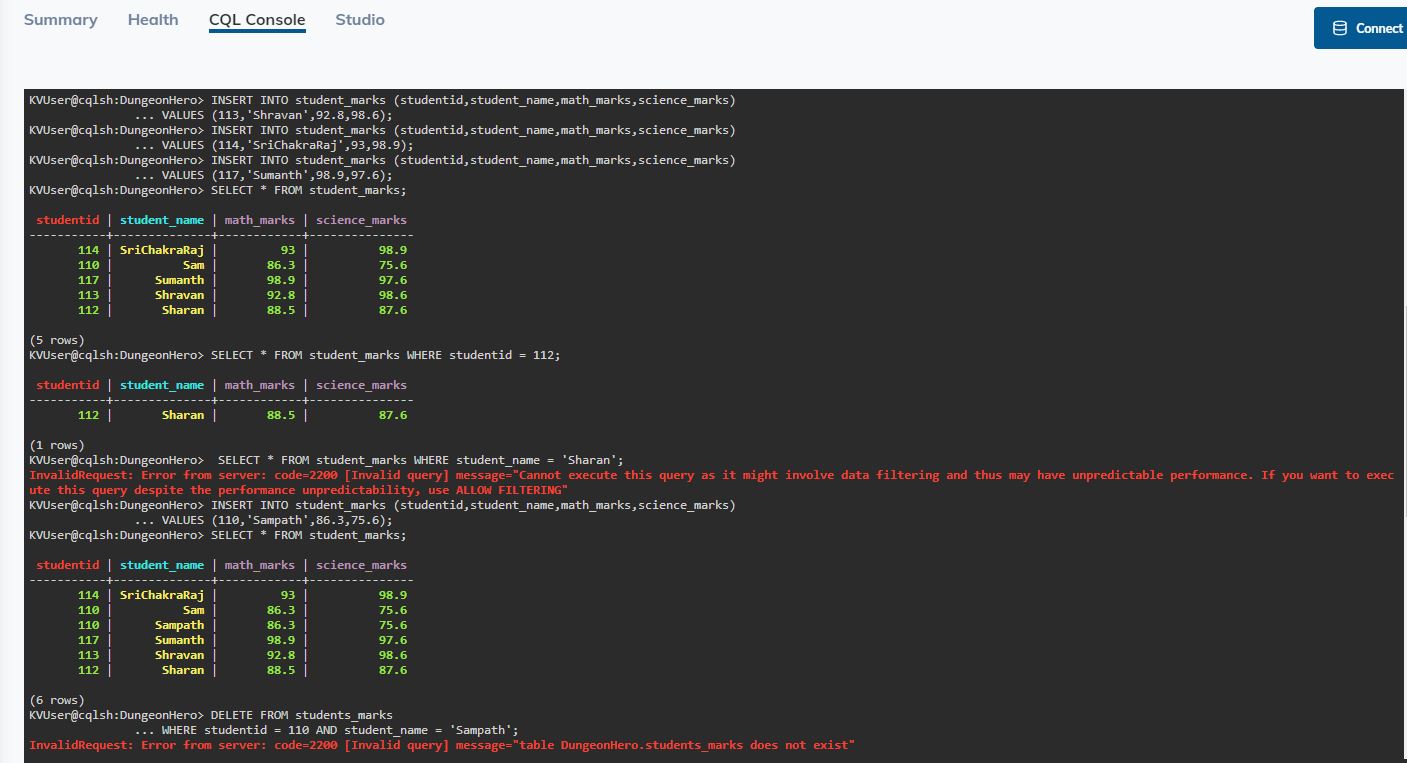 Summary Health CQL Console Studio
Connect
KVUser@cqlsh:DungeonHero> INSERT INTO student_marks (studentid,student_name,math_marks,science_marks)
... VALUES (113,'Shravan',92.8,98.6);
KVUser@cqlsh:DungeonHero> INSERT INTO student_marks (studentid,student_name,math_marks,science_marks)
... VALUES (114,'SriChakraRaj',93,98.9);
KVUser@cqlsh:DungeonHero> INSERT INTO student_marks (studentid,student_name,math_marks,science_marks)
... VALUES (117,'Sumanth',98.9,97.6);
KVUser@cqlsh:DungeonHero> SELECT * FROM student_marks;
studentid | student_name | math_marks | science_marks
-----------+--------------+------------+---------------
114 | SriChakraRaj | 93 | 98.9
110 | Sam | 86.3 | 75.6
117 | Sumanth | 98.9 | 97.6
113 | Shravan | 92.8 | 98.6
112 | Sharan | 88.5 | 87.6
(5 rows)
KVUser@cqlsh:DungeonHero> SELECT * FROM student_marks WHERE studentid = 112;
studentid | student_name | math_marks | science_marks
-----------+--------------+------------+---------------
112 | Sharan | 88.5 | 87.6
(1 rows)
KVUser@cqlsh:DungeonHero>  SELECT * FROM student_marks WHERE student_name = 'Sharan';
InvalidRequest: Error from server: code=2200 [Invalid query] message="Cannot execute this query as it might involve data filtering and thus may have unpredictable performance. If you want to exec
ute this query despite the performance unpredictability, use ALLOW FILTERING"
KVUser@cqlsh:DungeonHero> INSERT INTO student_marks (studentid,student_name,math_marks,science_marks)
... VALUES (110,'Sampath',86.3,75.6);
KVUser@cqlsh:DungeonHero> SELECT * FROM student_marks;
studentid | student_name | math_marks | science_marks
-----------+--------------+------------+---------------
114 | SriChakraRaj | 93 | 98.9
110 | Sam | 86.3 | 75.6
110 | Sampath | 86.3 | 75.6
117 | Sumanth | 98.9 | 97.6
113 | Shravan | 92.8 | 98.6
112 | Sharan | 88.5 | 87.6
(6 rows)
KVUser@cqlsh:DungeonHero> DELETE FROM students_marks
... WHERE studentid = 110 AND student_name = 'Sampath';
InvalidRequest: Error from server: code=2200 [Invalid query] message="table DungeonHero.students_marks does not exist"